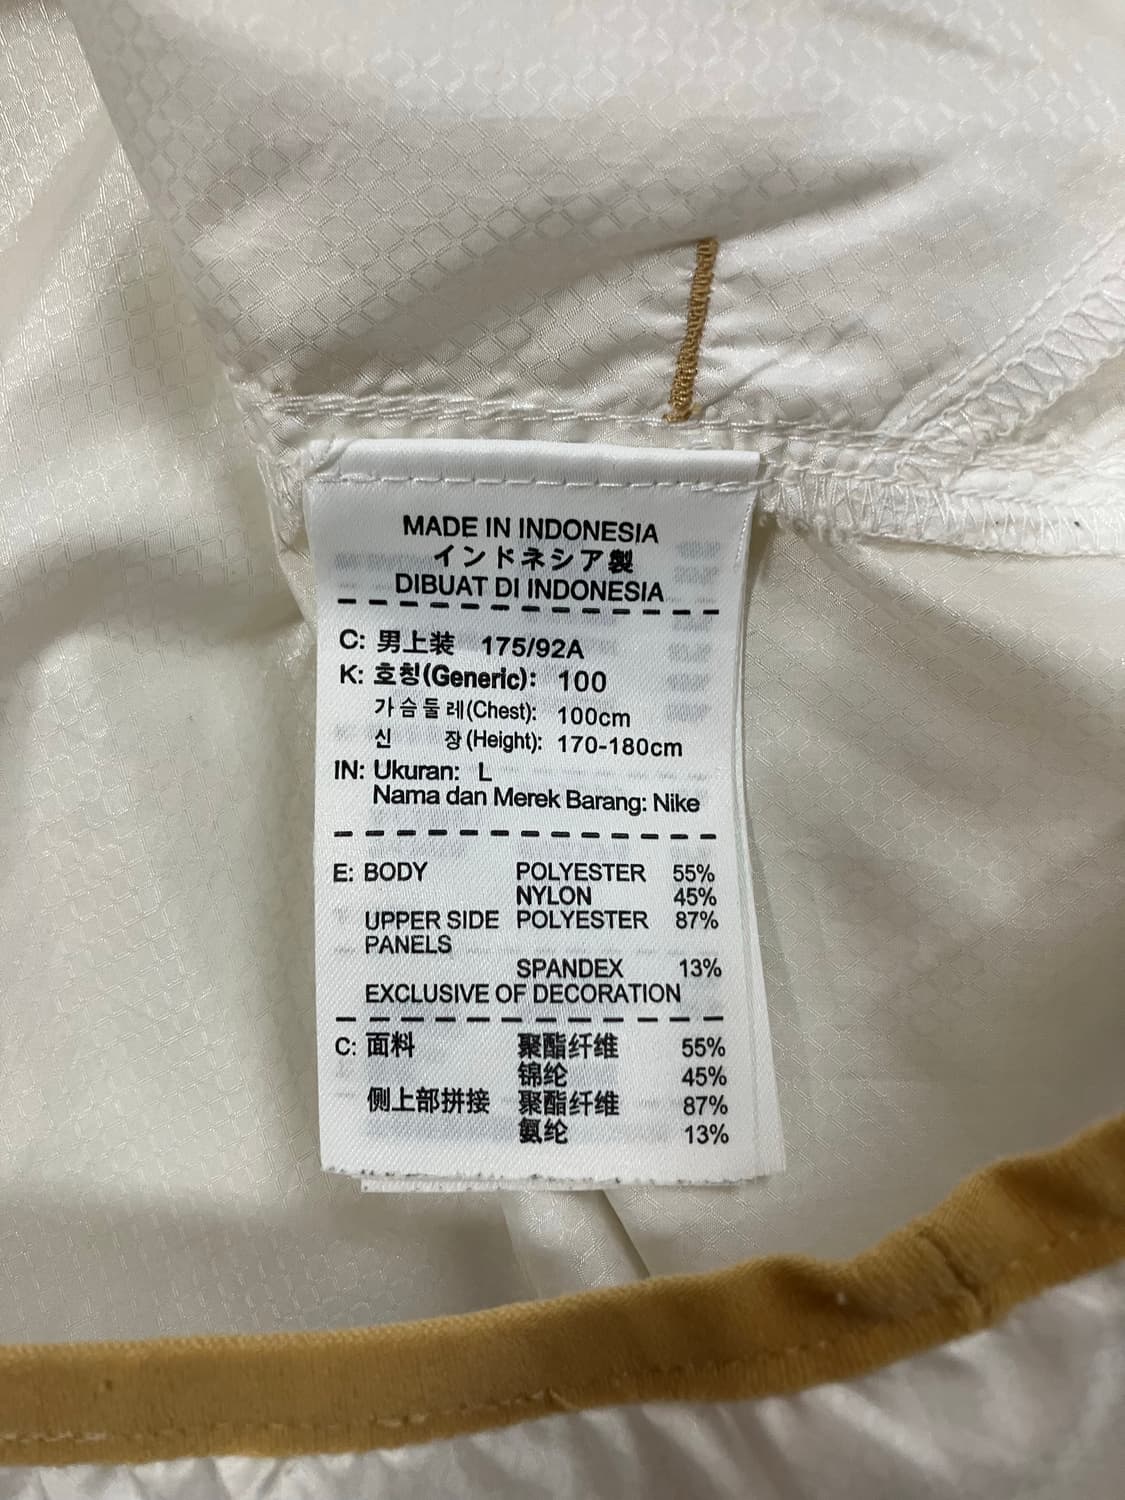 MADE IN INDONESIA
インドネシア製
DIBUAT DI INDONESIA
C: 男上装 175/92A
K: 호칭(Generic): 100
가슴둘레(Chest): 100cm
신 장(Height): 170-180cm
IN: Ukuran: L
Nama dan Merek Barang: Nike
E: BODY POLYESTER 55%
NYLON 45%
UPPER SIDE POLYESTER 87%
PANELS
SPANDEX 13%
EXCLUSIVE OF DECORATION
C: 面料 聚酯纤维 55%
锦纶 45%
侧上部拼接 聚酯纤维 87%
氨纶 13%